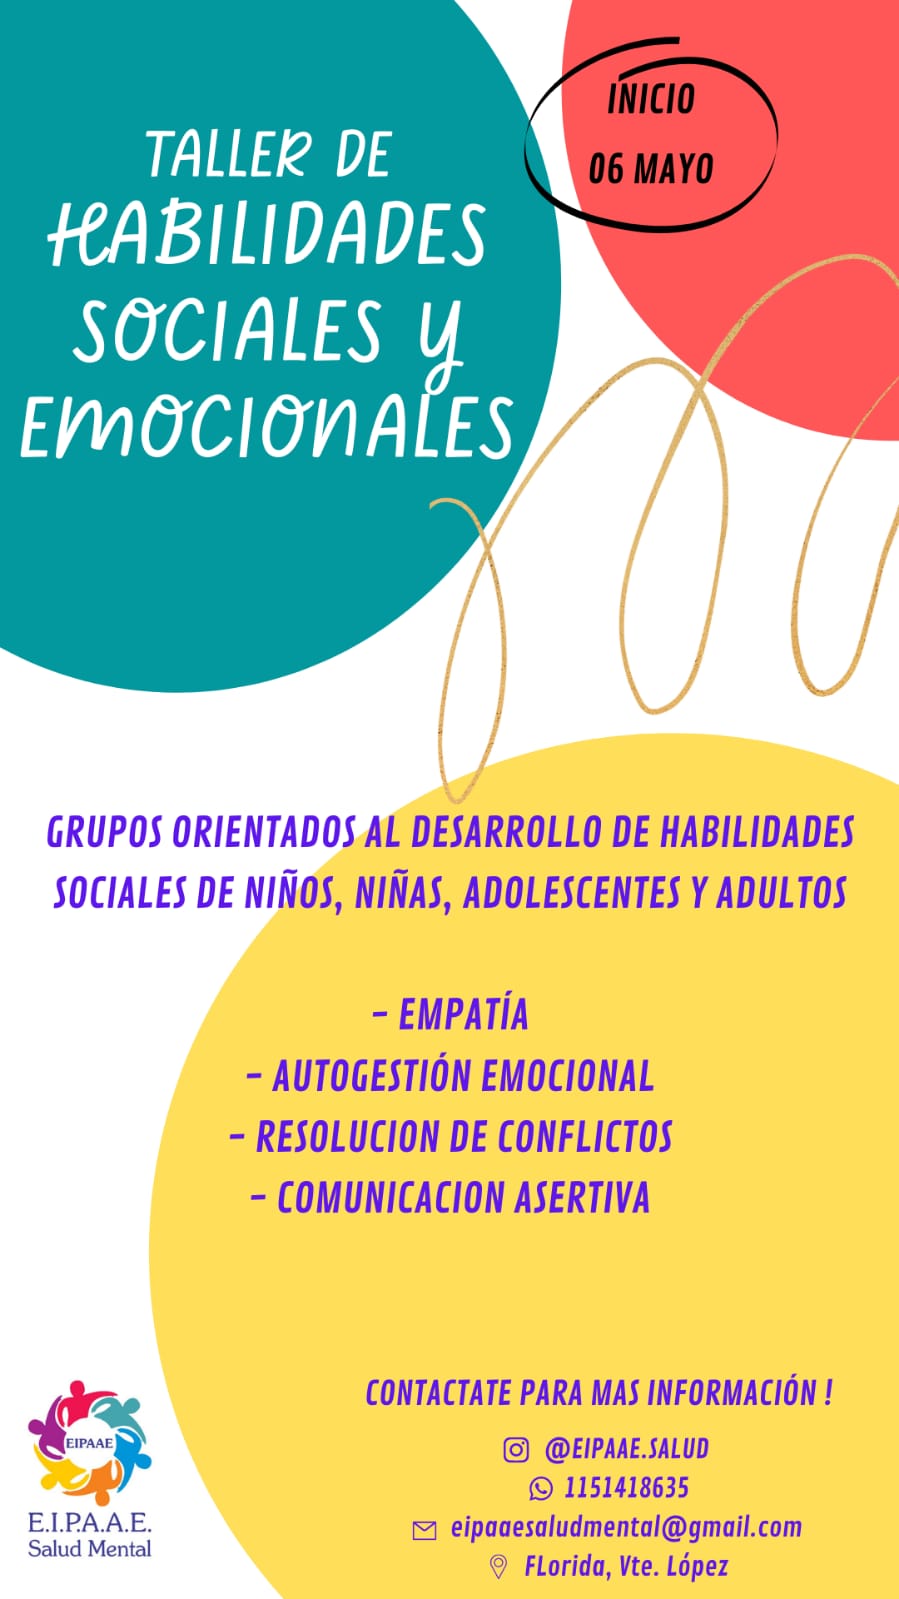 TALLER DE
HABILIDADES
SOCIALES Y
EMOCIONALES
INICIO
06 MAYO
GRUPOS ORIENTADOS AL DESARROLLO DE HABILIDADES
SOCIALES DE NIÑOS, NIÑAS, ADOLESCENTES Y ADULTOS
- EMPATÍA
- AUTOGESTIÓN EMOCIONAL
- RESOLUCION DE CONFLICTOS
- COMUNICACION ASERTIVA
CONTACTATE PARA MAS INFORMACIÓN !
@EIPAAE.SALUD
1151418635
eipaaesaludmental@gmail.com
FLorida, Vte. López
EIPAAE
E.I.P.A.A.E.
Salud Mental